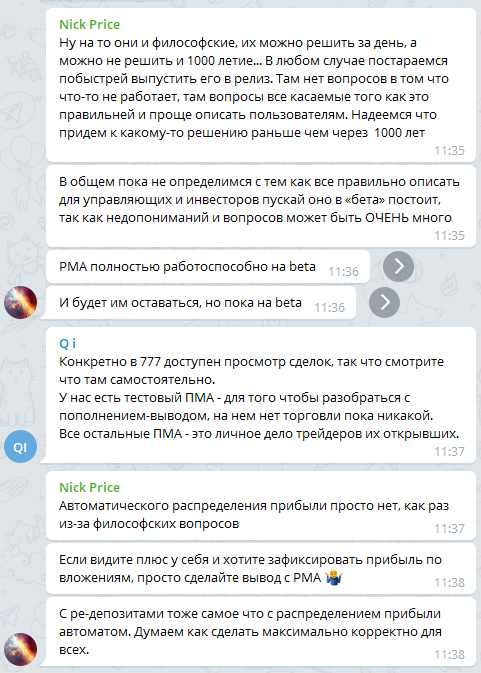 Nick Price
Ну на то они и философские, их можно решить за день, а
можно не решить и 1000 летие... В любом случае постараемся
побыстрей выпустить его в релиз. Там нет вопросов в том что
что-то не работает, там вопросы все касаемые того как это
правильней и проще описать пользователям. Надеемся что
придем к какому-то решению раньше чем через 1000 лет
11:35
В общем пока не определимся с тем как все правильно описать
для управляющих и инвесторов пускай оно в «бета» постоит,
так как недопониманий и вопросов может быть ОЧЕНЬ много
11:35
PMA полностью работоспособно на beta 11:36
И будет им оставаться, но пока на beta 11:36
Q i
Конкретно в 777 доступен просмотр сделок, так что смотрите
что там самостоятельно.
У нас есть тестовый ПМА - для того чтобы разобраться с
пополнением-выводом, на нем нет торговли пока никакой.
Все остальные ПМА - это личное дело трейдеров их открывших.
QI
11:37
Nick Price
Автоматического распределения прибыли просто нет, как раз
из-за философских вопросов
11:37
Если видите плюс у себя и хотите зафиксировать прибыль по
вложениям, просто сделайте вывод с PMA 🤷‍♂️
11:38
С ре-депозитами тоже самое что с распределением прибыли
автоматом. Думаем как сделать максимально корректно для
всех.
11:38